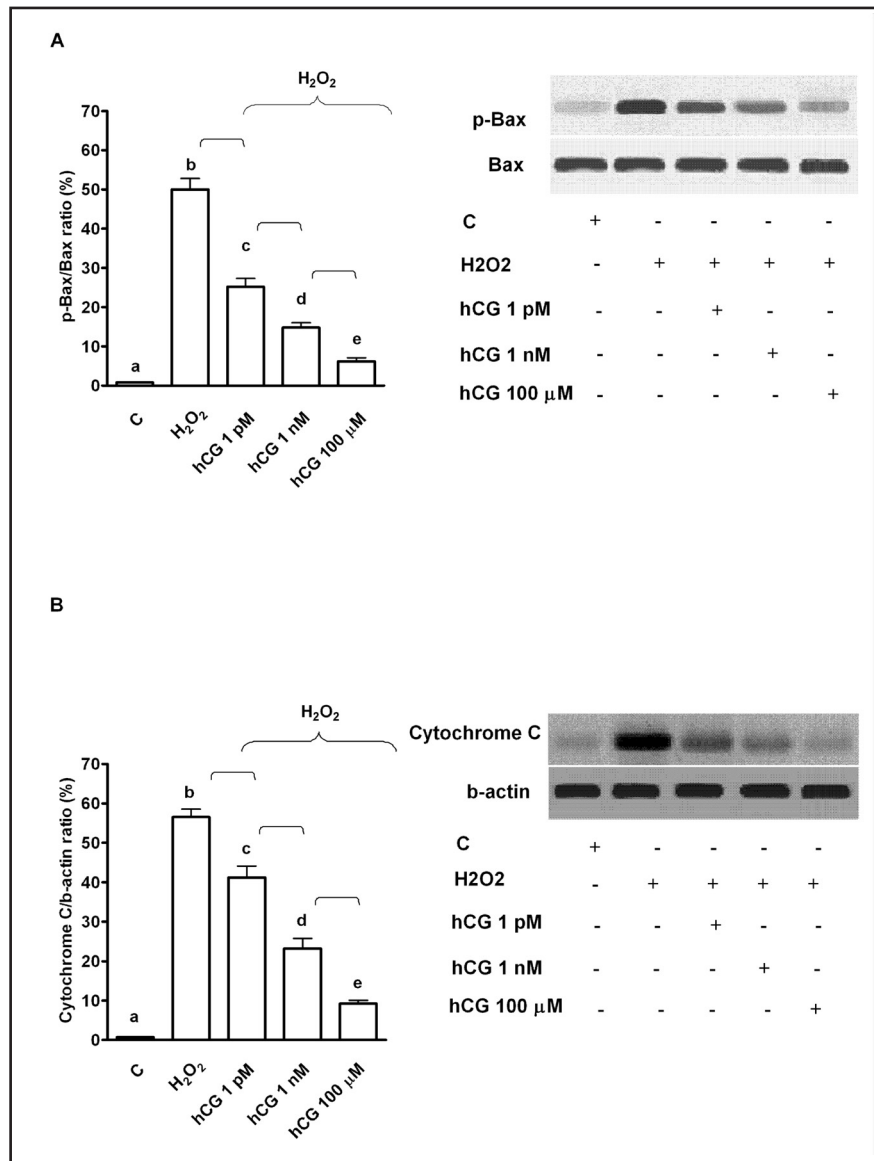 A
H₂O₂
p-Bax/Bax ratio (%)
70
60
50
40
30
20
10
0
a
b
c
d
e
C
H₂O₂
hCG 1 pM
hCG 1 nM
hCG 100 μM
p-Bax
Bax
C + - - - -
H2O2 - + + + +
hCG 1 pM - - + - -
hCG 1 nM - - - + -
hCG 100 μM - - - - +
B
H₂O₂
Cytochrome C/b-actin ratio (%)
70
60
50
40
30
20
10
0
a
b
c
d
e
C
H₂O₂
hCG 1 pM
hCG 1 nM
hCG 100 μM
Cytochrome C
b-actin
C + - - - -
H2O2 - + + + +
hCG 1 pM - - + - -
hCG 1 nM - - - + -
hCG 100 μM - - - - +